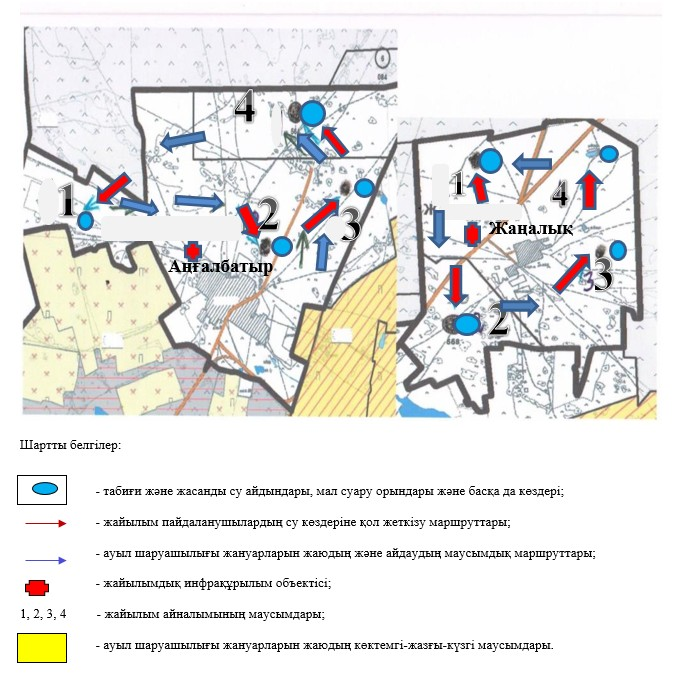 6
084
4
1
2
3
Аңғалбатыр
1
4
Ж
Жаңалық
3
2
Шартты белгілер:
- табиғи және жасанды су айдындары, мал суару орындары және басқа да көздері;
- жайылым пайдаланушылардың су көздеріне қол жеткізу маршруттары;
- ауыл шаруашылығы жануарларын жаюдың және айдаудың маусымдық маршруттары;
- жайылымдық инфрақұрылым объектісі;
1, 2, 3, 4 - жайылым айналымының маусымдары;
- ауыл шаруашылығы жануарларын жаюдың көктемгі-жазғы-күзгі маусымдары.